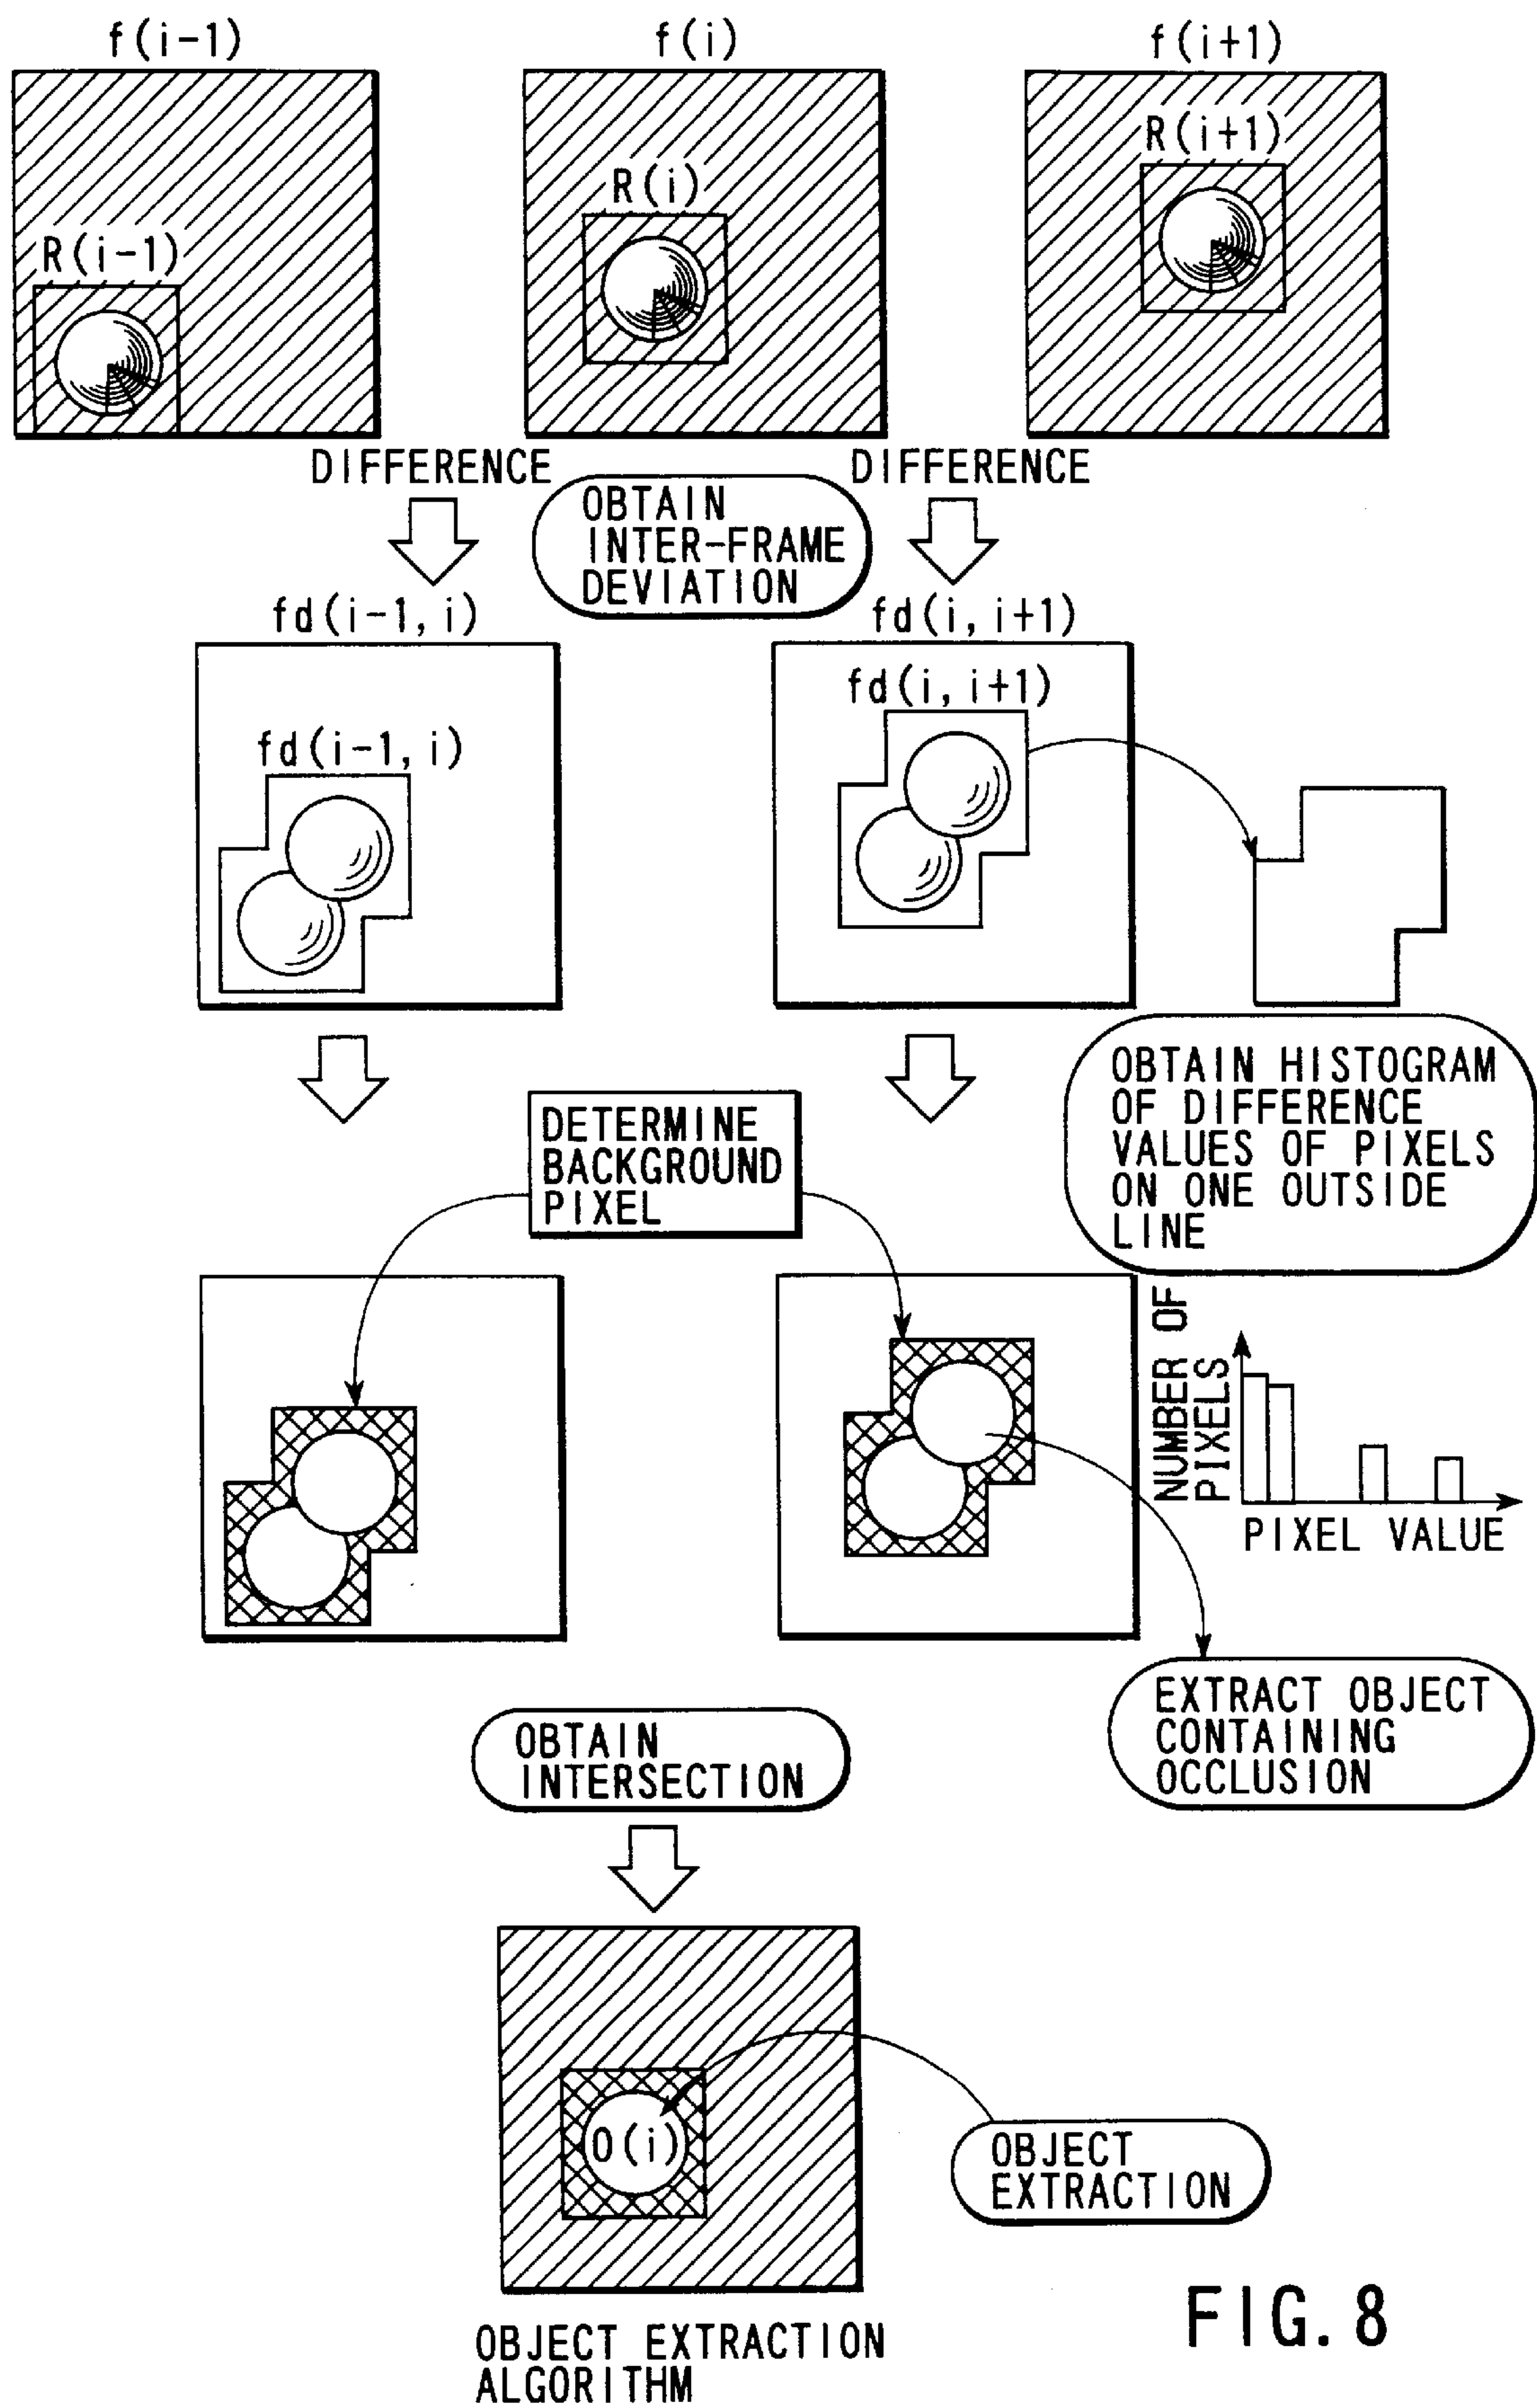 f(i-1)
f(i)
f(i+1)
R(i-1)
R(i)
R(i+1)
DIFFERENCE
DIFFERENCE
OBTAIN
INTER-FRAME
DEVIATION
fd(i-1, i)
fd(i, i+1)
fd(i-1, i)
fd(i, i+1)
OBTAIN HISTOGRAM
OF DIFFERENCE
VALUES OF PIXELS
ON ONE OUTSIDE
LINE
DETERMINE
BACKGROUND
PIXEL
NUMBER OF
PIXELS
PIXEL VALUE
EXTRACT OBJECT
CONTAINING
OCCLUSION
OBTAIN
INTERSECTION
O(i)
OBJECT
EXTRACTION
OBJECT EXTRACTION
ALGORITHM
FIG. 8